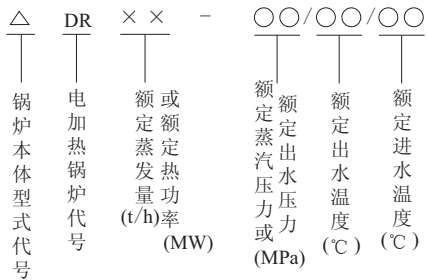 △ DR ×× - ○○/○○/○○
锅炉本体型式代号
电加热锅炉代号
额定蒸发量(t/h)
或额定热功率(MW)
额定蒸汽压力或
额定出水压力(MPa)
额定出水温度(℃)
额定进水温度(℃)